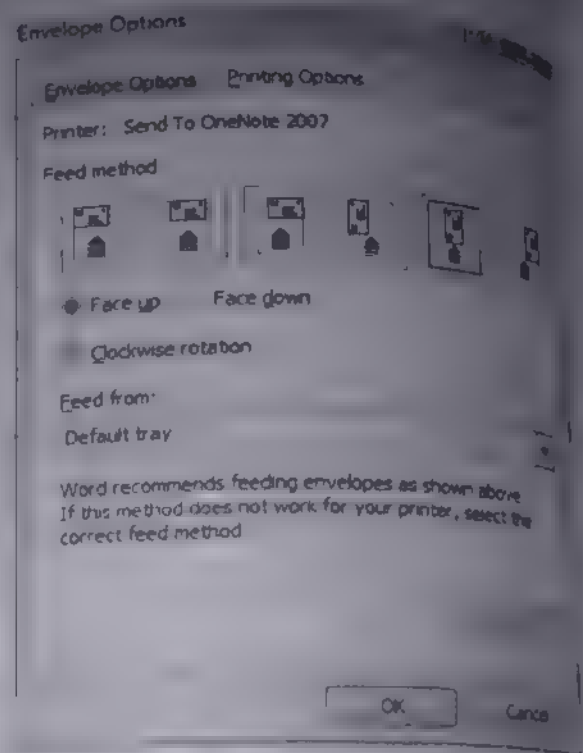 Envelope Options
Envelope Options Printing Options
Printer: Send To OneNote 2007
Feed method
Face up Face down
Clockwise rotation
Feed from:
Default tray
Word recommends feeding envelopes as shown above
If this method does not work for your printer, select the
correct feed method
OK Cancel